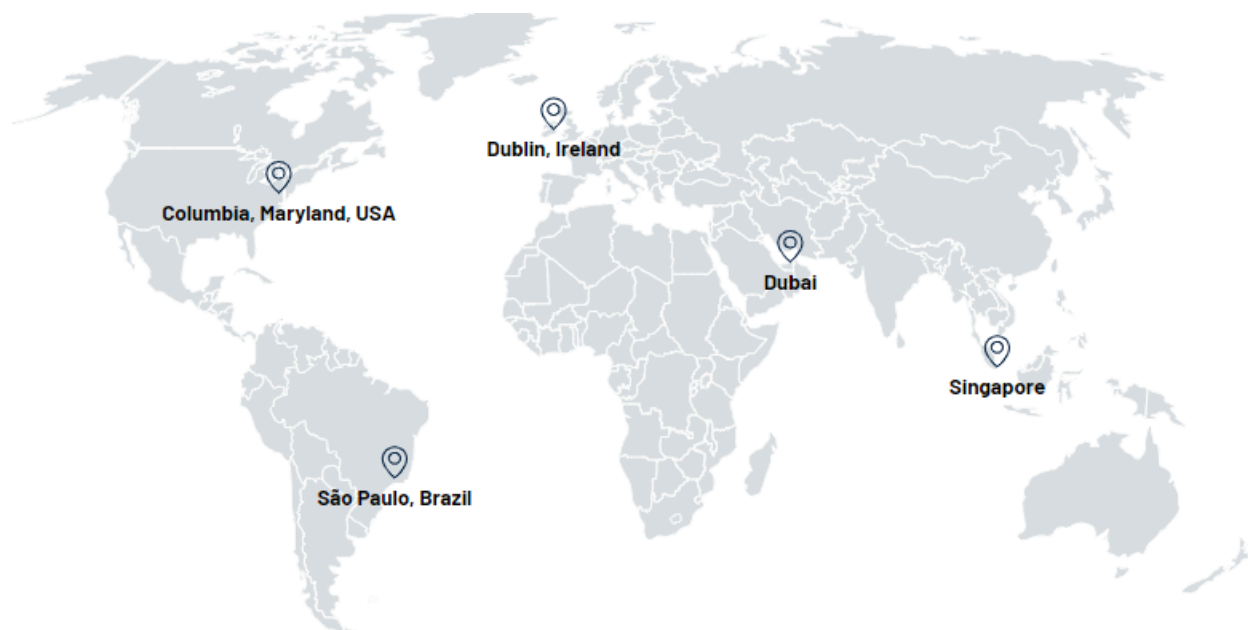 Dublin, Ireland
Columbia, Maryland, USA
Dubai
Singapore
São Paulo, Brazil